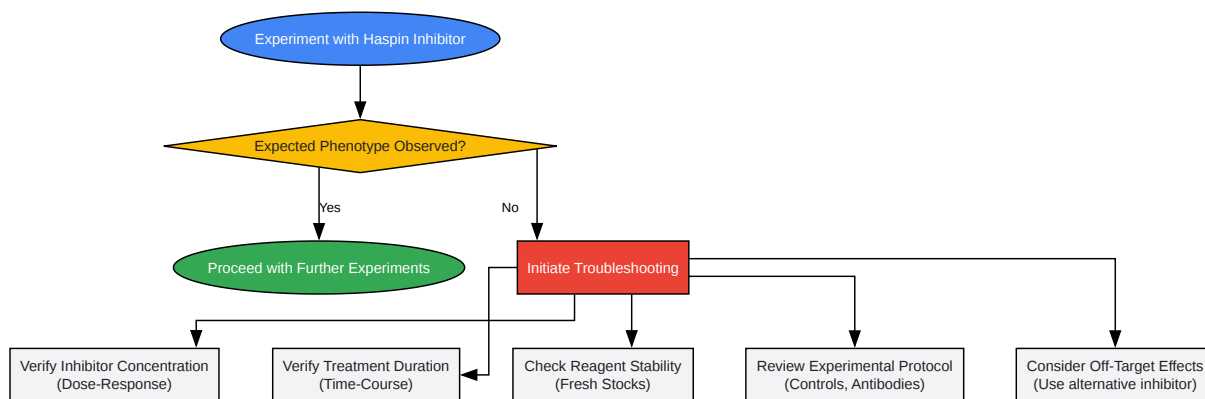 Experiment with Haspin Inhibitor
Expected Phenotype Observed?
Yes
No
Proceed with Further Experiments
Initiate Troubleshooting
Verify Inhibitor Concentration
(Dose-Response)
Verify Treatment Duration
(Time-Course)
Check Reagent Stability
(Fresh Stocks)
Review Experimental Protocol
(Controls, Antibodies)
Consider Off-Target Effects
(Use alternative inhibitor)